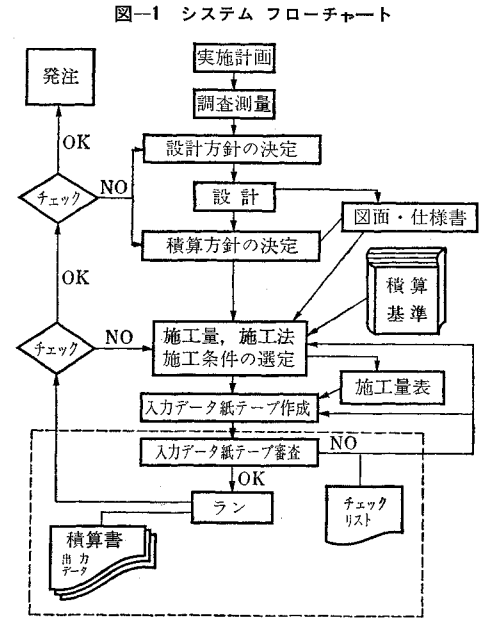 図―1 システム フローチャート
実施計画
発注
調査測量
OK
設計方針の決定
チェック
NO
設計
図面・仕様書
積算方針の決定
OK
積算
基準
チェック
NO
施工量，施工法
施工条件の選定
施工量表
入力データ紙テープ作成
入力データ紙テープ審査
NO
OK
ラン
チェック
リスト
積算書
出力
データ